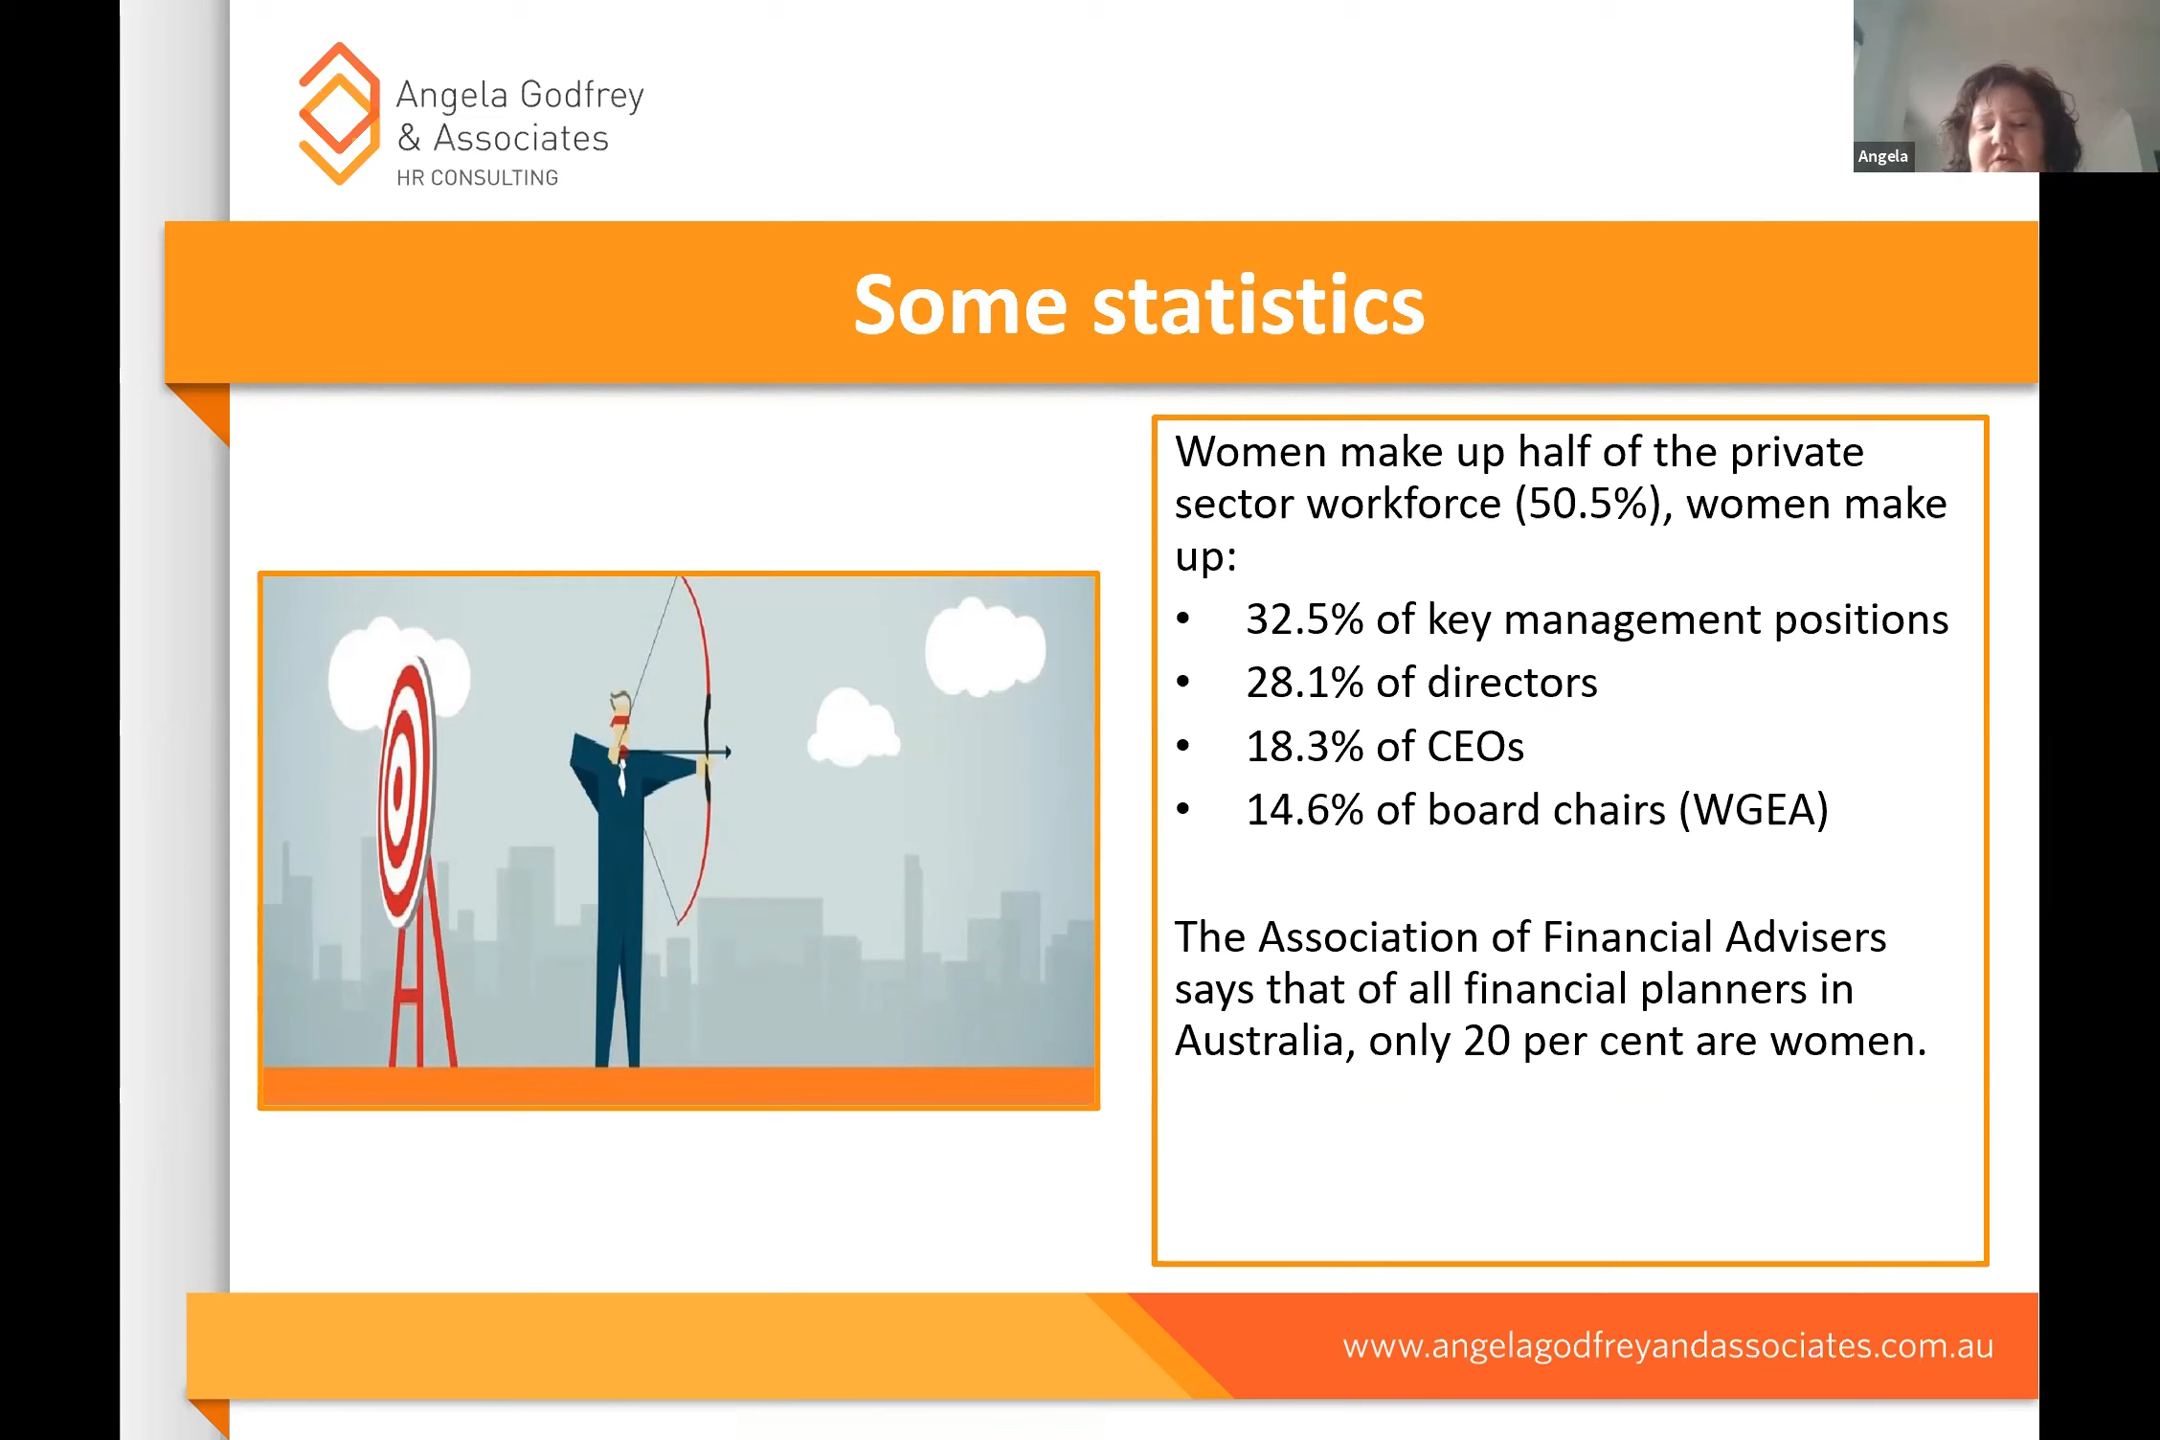 Angela Godfrey
& Associates
HR CONSULTING
Angela
Some statistics
Women make up half of the private
sector workforce (50.5%), women make
up:
• 32.5% of key management positions
• 28.1% of directors
• 18.3% of CEOs
• 14.6% of board chairs (WGEA)
The Association of Financial Advisers
says that of all financial planners in
Australia, only 20 per cent are women.
www.angelagodfreyandassociates.com.au